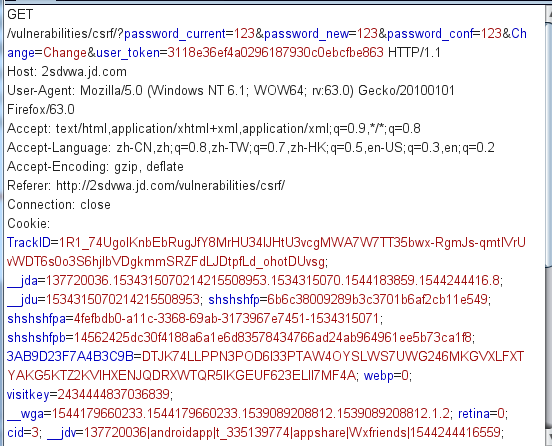 GET
/vulnerabilities/csrf/?password_current=123&password_new=123&password_conf=123&Ch
ange=Change&user_token=3118e36ef4a0296187930c0ebcfbe863 HTTP/1.1
Host: 2sdvwa.jd.com
User-Agent: Mozilla/5.0 (Windows NT 6.1; WOW64; rv:63.0) Gecko/20100101
Firefox/63.0
Accept: text/html,application/xhtml+xml,application/xml;q=0.9,*/*;q=0.8
Accept-Language: zh-CN,zh;q=0.8,zh-TW;q=0.7,zh-HK;q=0.5,en-US;q=0.3,en;q=0.2
Accept-Encoding: gzip, deflate
Referer: http://2sdvwa.jd.com/vulnerabilities/csrf/
Connection: close
Cookie:
TrackID=1R1_74UgolKnbEbRugJfY8MrHU34IJHtU3vcgMWA7W7TT35bwx-RgmJs-qmtIVrU
vWDT6s0o3S6hjlbVDgkmmSRZFdLJDtpfLd_ohotDUvsg;
__jda=137720036.1534315070214215508953.1534315070.1544183859.1544244416.8;
__jdu=1534315070214215508953; shshshfp=6b6c38009289b3c3701b6af2cb11e549;
shshshfpa=4fefbdb0-a11c-3368-69ab-3173967e7451-1534315071;
shshshfpb=14562425dc30f4188a6a1e6d83578434766ad24ab964961ee5b73ca1f8;
3AB9D23F7A4B3C9B=DTJK74LLPPN3POD6I33PTAW4OYSLWS7UWG246MKGVXLFXT
YAKG5KTZ2KVIHXENJQDRXWTQR5IKGEUF623ELII7MF4A; webp=0;
visitkey=2434444837036839;
__wga=1544179660233.1544179660233.1539089208812.1539089208812.1.2; retina=0;
cid=3; __jdv=137720036|androidapp|t_335139774|appshare|Wxfriends|1544244416559;